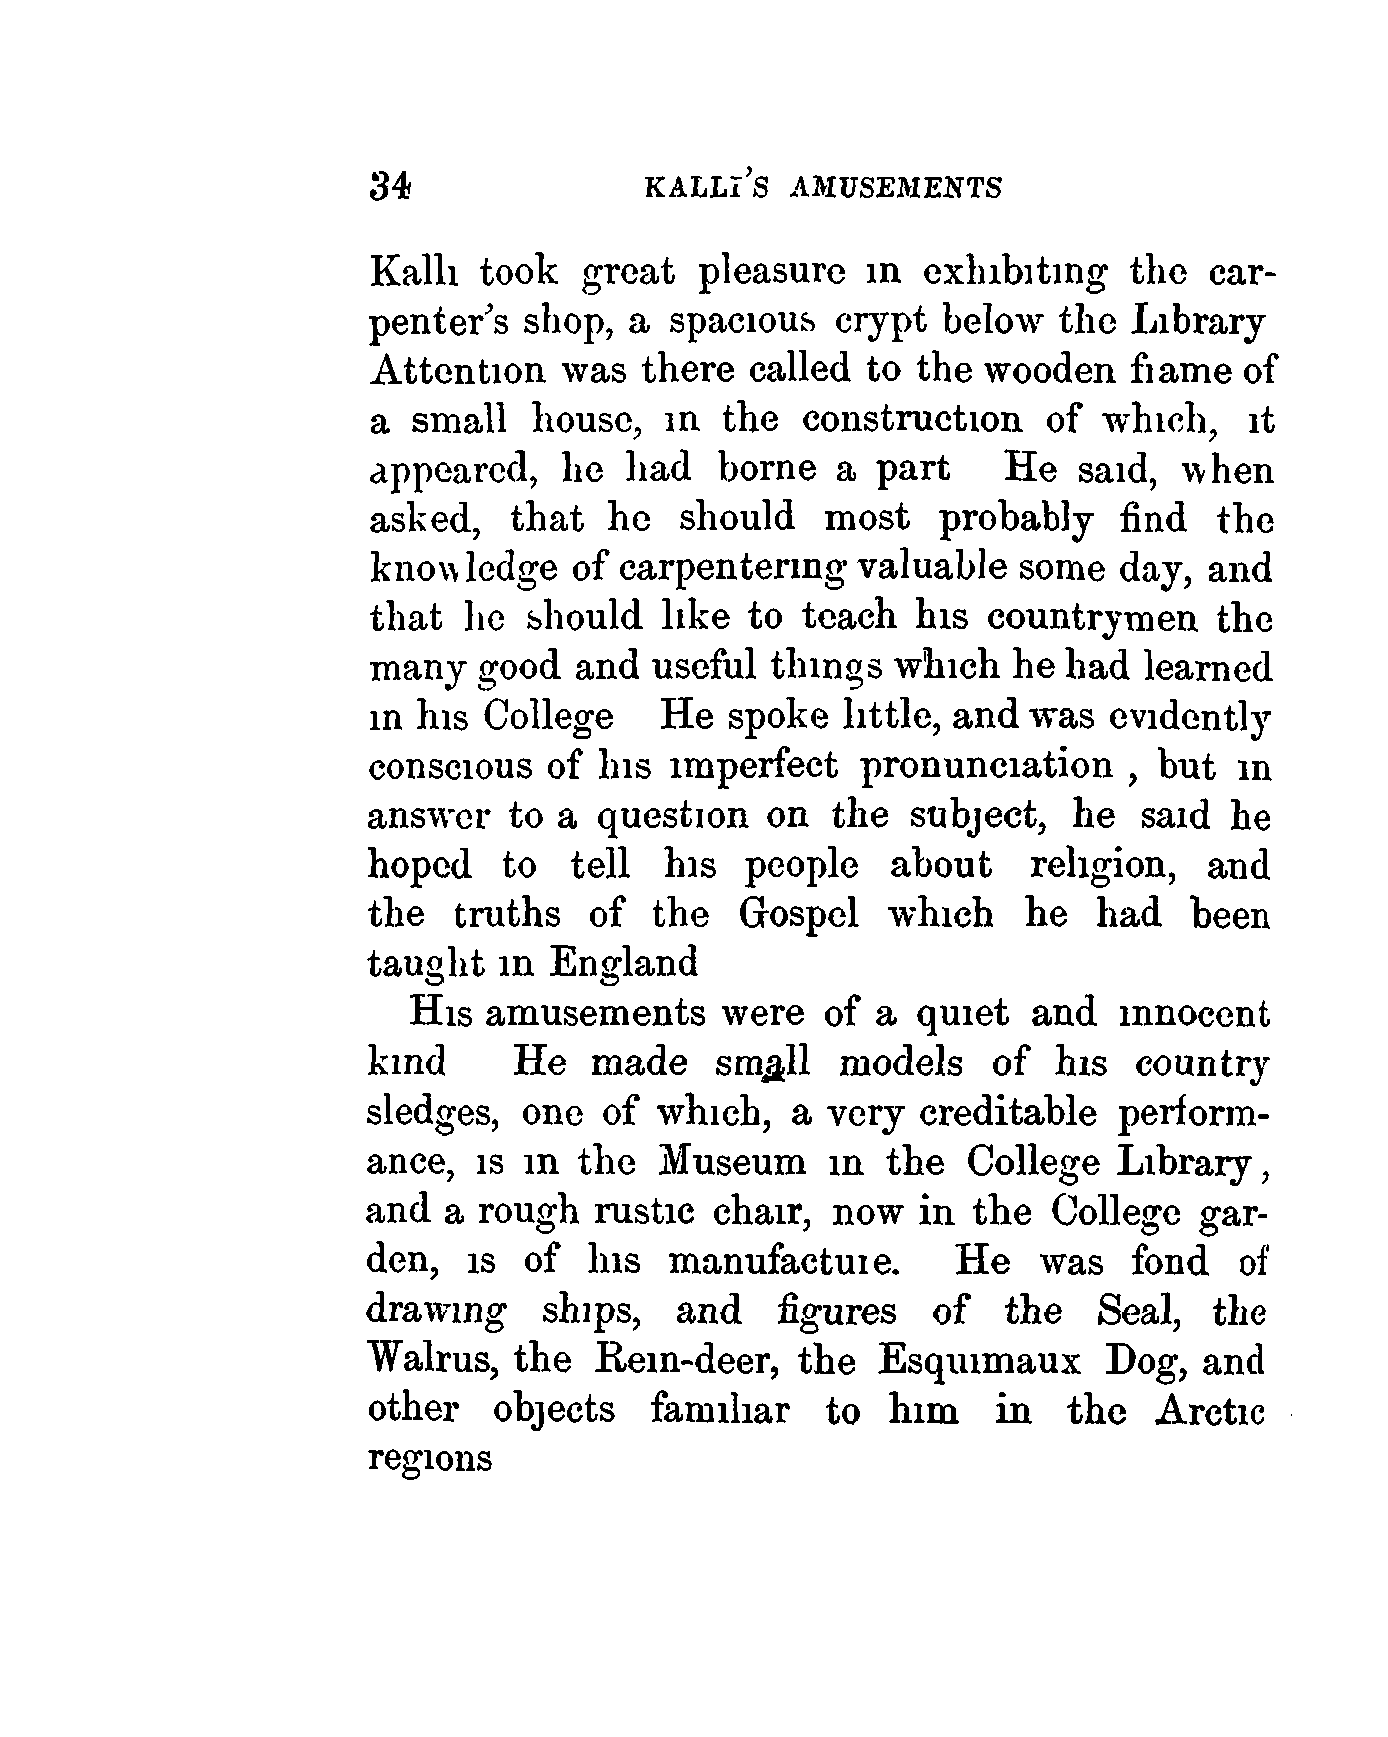 34 KALLI'S AMUSEMENTS
Kalli took great pleasure in exhibiting the car-
penter's shop, a spacious crypt below the Library
Attention was there called to the wooden frame of
a small house, in the construction of which, it
appeared, he had borne a part He said, when
asked, that he should most probably find the
knowledge of carpentering valuable some day, and
that he should like to teach his countrymen the
many good and useful things which he had learned
in his College He spoke little, and was evidently
conscious of his imperfect pronunciation , but in
answer to a question on the subject, he said he
hoped to tell his people about religion, and
the truths of the Gospel which he had been
taught in England
His amusements were of a quiet and innocent
kind He made small models of his country
sledges, one of which, a very creditable perform-
ance, is in the Museum in the College Library,
and a rough rustic chair, now in the College gar-
den, is of his manufacture. He was fond of
drawing ships, and figures of the Seal, the
Walrus, the Rein-deer, the Esquimaux Dog, and
other objects familiar to him in the Arctic
regions